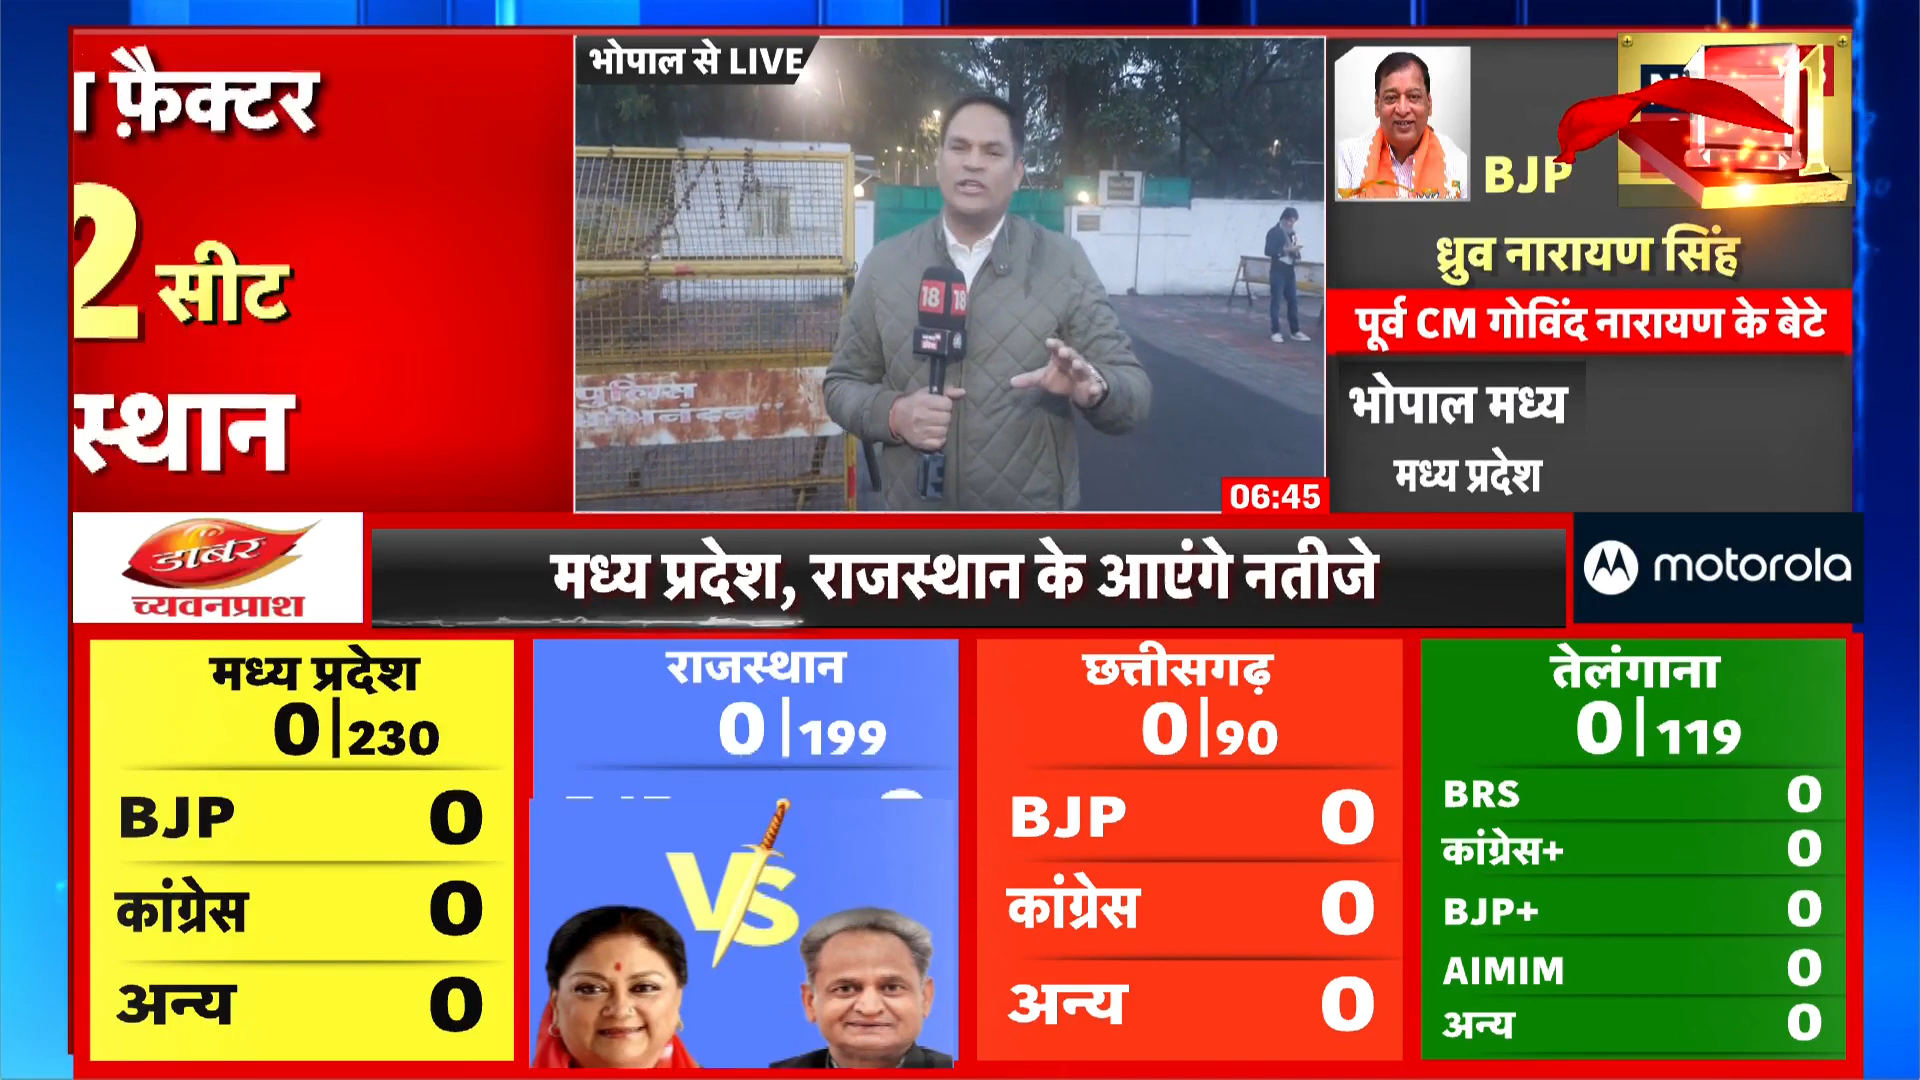 फ़ैक्टर
2 सीट
स्थान
भोपाल से LIVE
18 18
पुलिस
06:45
BJP
ध्रुव नारायण सिंह
पूर्व CM गोविंद नारायण के बेटे
भोपाल मध्य
मध्य प्रदेश
डाबर
च्यवनप्राश
मध्य प्रदेश, राजस्थान के आएंगे नतीजे
motorola
मध्य प्रदेश
0|230
BJP 0
कांग्रेस 0
अन्य 0
राजस्थान
0|199
VS
छत्तीसगढ़
0|90
BJP 0
कांग्रेस 0
अन्य 0
तेलंगाना
0|119
BRS 0
कांग्रेस+ 0
BJP+ 0
AIMIM 0
अन्य 0